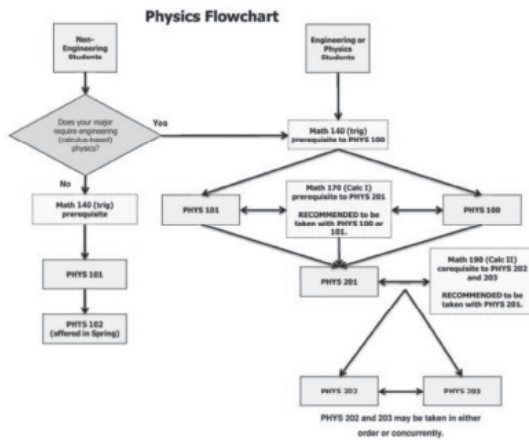 Physics Flowchart
Non-
Engineering
Students
Engineering or
Physics
Students
Does your major
require engineering
(calculus-based)
physics?
Yes
No
Math 140 (trig)
prerequisite to PHYS 100
Math 140 (trig)
prerequisite
PHYS 101
PHYS 102
(offered in Spring)
PHYS 101
Math 170 (Calc I)
prerequisite to PHYS 201
RECOMMENDED to be
taken with PHYS 100 or
101.
PHYS 100
PHYS 201
Math 190 (Calc II)
corequisite to PHYS 202
and 203
RECOMMENDED to be
taken with PHYS 201.
PHYS 202
PHYS 203
PHYS 202 and 203 may be taken in either
order or concurrently.